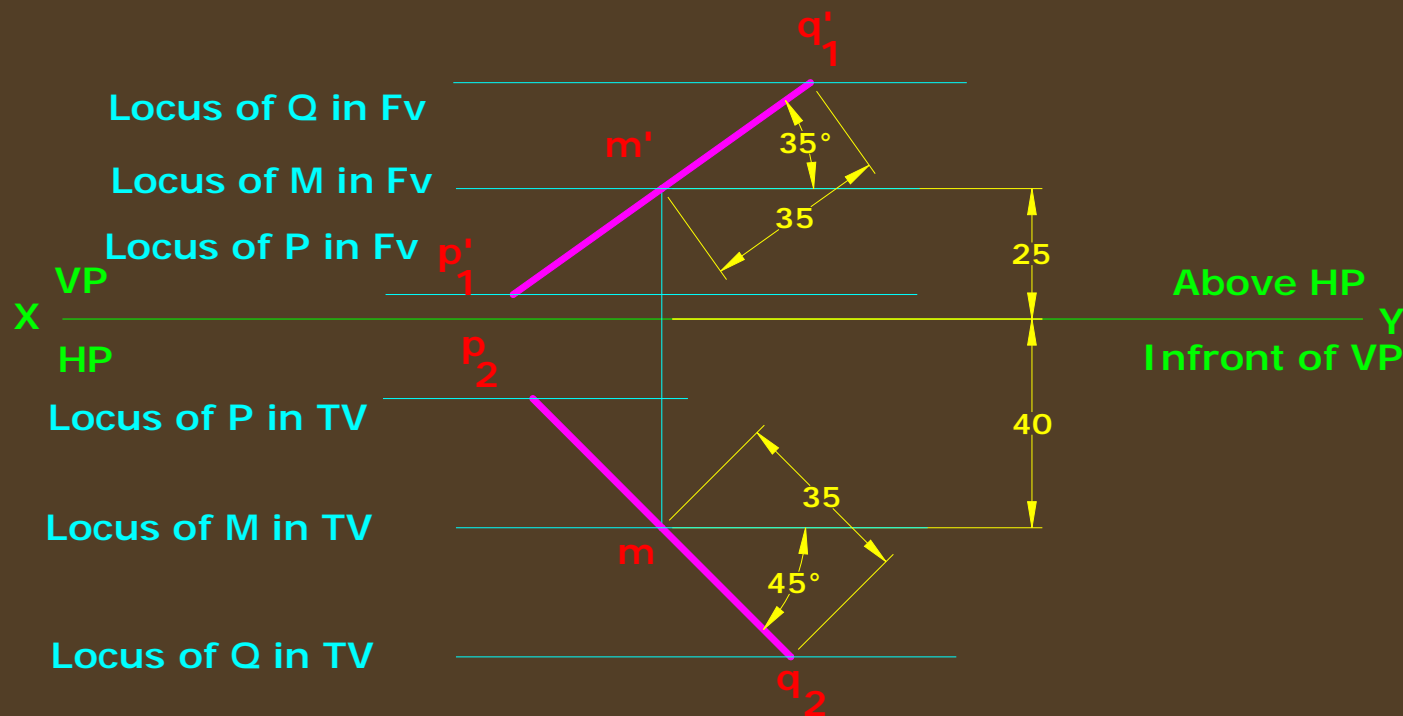 q'1
Locus of Q in Fv
35°
m'
Locus of M in Fv
35
Locus of P in Fv
p'1
25
VP
Above HP
X
Y
HP
p2
Infront of VP
Locus of P in TV
40
35
Locus of M in TV
m
45°
Locus of Q in TV
q2